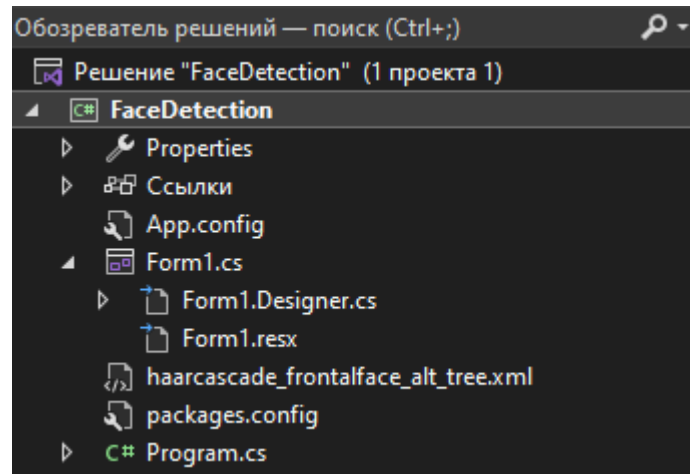 Обозреватель решений — поиск (Ctrl+;)
Решение "FaceDetection" (1 проекта 1)
C# FaceDetection
Properties
Ссылки
App.config
Form1.cs
Form1.Designer.cs
Form1.resx
haarcascade_frontalface_alt_tree.xml
packages.config
C# Program.cs